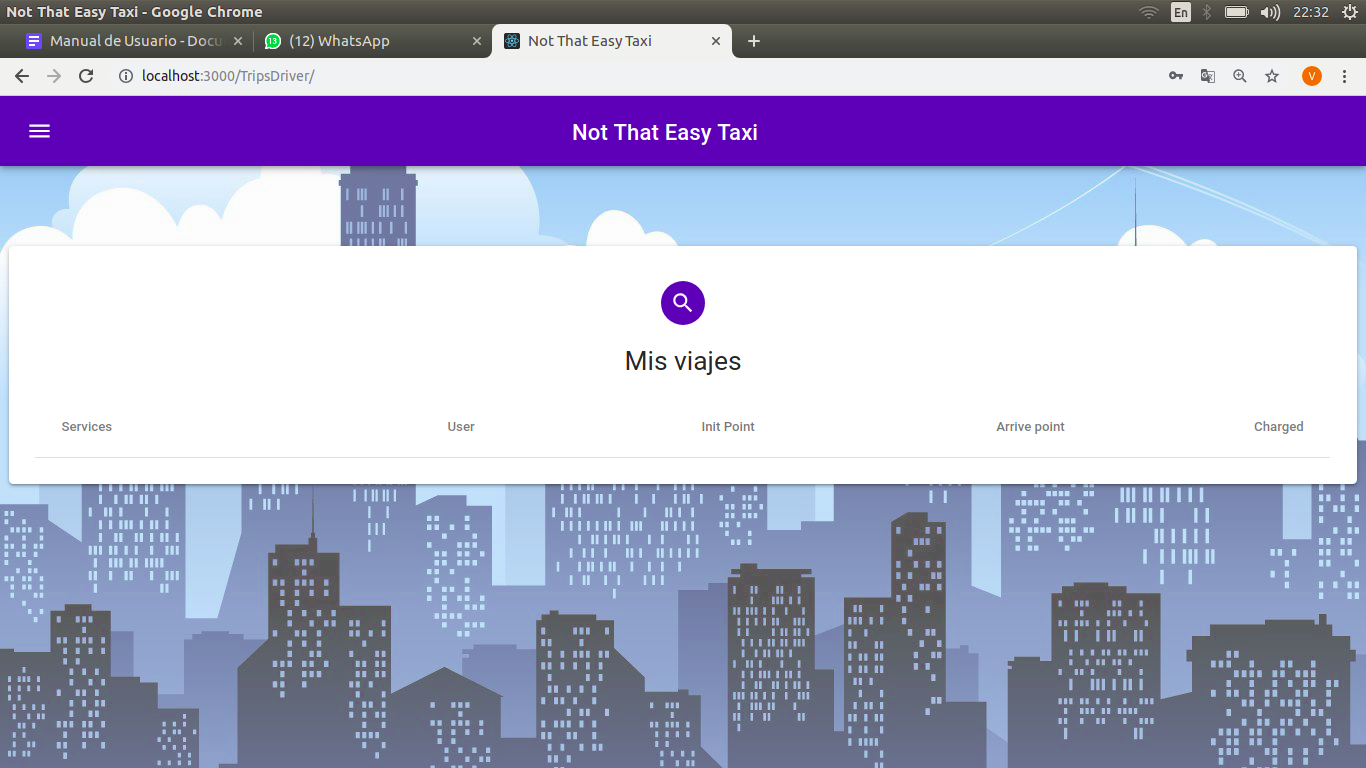 Not That Easy Taxi - Google Chrome
En
22:32
Manual de Usuario - Docu
13
(12) WhatsApp
Not That Easy Taxi
localhost:3000/TripsDriver/
V
Not That Easy Taxi
Mis viajes
Services User Init Point Arrive point Charged